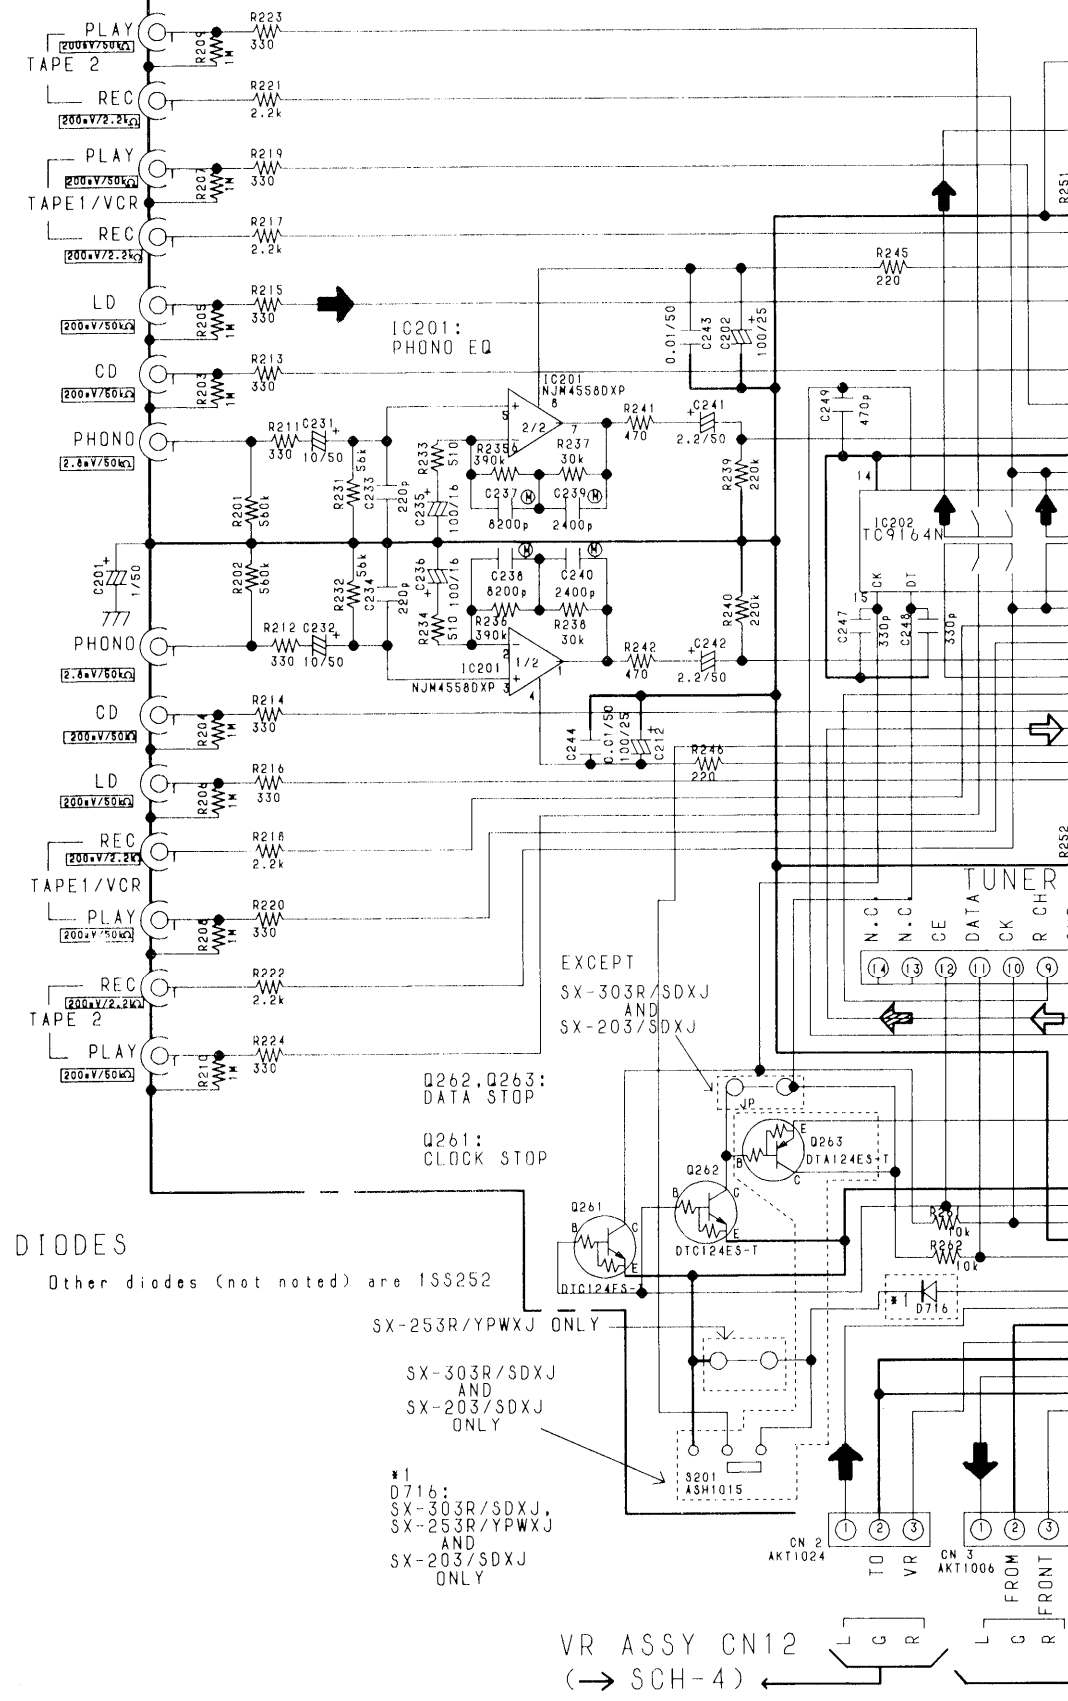 PLAY
R223
200mV/50kΩ
R209
1M
330
TAPE 2
REC
R221
200mV/2.2kΩ
2.2k
PLAY
R219
200mV/50kΩ
R207
1M
330
TAPE1/VCR
R251
REC
R217
200mV/2.2kΩ
2.2k
R245
220
LD
R215
200mV/50kΩ
R205
1M
330
IC201:
PHONO EQ
0.01/50
C243
C202
+
100/25
CD
R213
200mV/50kΩ
R203
1M
330
IC201
NJM4558DXP
8
C249
470p
PHONO
2.8mV/50kΩ
R211
330
C231
+
10/50
R231
56k
C233
220p
R233
510
C235
+
100/16
5
+
-
6
2/2
7
R235
390k
R237
30k
C237
8200p
M
C239
2400p
M
R241
470
+
C241
2.2/50
R239
220k
14
IC202
TC9164N
R201
560k
C201
+
1/50
R202
560k
R232
56k
C234
220p
C236
+
100/16
R234
510
C238
8200p
M
C240
2400p
M
R236
390k
R238
30k
R240
220k
15
CK
DT
C247
330p
C248
330p
PHONO
2.8mV/50kΩ
R212
330
C232
+
10/50
IC201
NJM4558DXP
2
-
+
3
1/2
1
4
R242
470
+
C242
2.2/50
CD
200mV/50kΩ
R204
1M
R214
330
C244
0.01/50
100/25
+
C212
R246
220
LD
200mV/50kΩ
R206
1M
R216
330
REC
200mV/2.2kΩ
R218
2.2k
R252
TAPE1/VCR
TUNER
PLAY
200mV/50kΩ
R208
1M
R220
330
N.C.
N.C.
CE
DATA
CK
R CH
14
13
12
11
10
9
REC
200mV/2.2kΩ
R222
2.2k
EXCEPT
SX-303R/SDXJ
AND
SX-203/SDXJ
TAPE 2
PLAY
200mV/50kΩ
R210
1M
R224
330
Q262,Q263:
DATA STOP
JP
Q261:
CLOCK STOP
B
E
C
Q263
DTA124ES-T
Q262
B
C
E
DTC124ES-T
Q261
B
C
E
DTC124ES-T
R261
10k
R262
10k
DIODES
Other diodes (not noted) are 1SS252
*1
D716
SX-253R/YPWXJ ONLY
SX-303R/SDXJ
AND
SX-203/SDXJ
ONLY
S201
ASH1015
*1
D716:
SX-303R/SDXJ,
SX-253R/YPWXJ
AND
SX-203/SDXJ
ONLY
CN 2
AKT1024
1
2
3
CN 3
AKT1006
1
2
3
TO
VR
FROM
FRONT
L
G
R
L
G
R
VR ASSY CN12
(→ SCH-4)